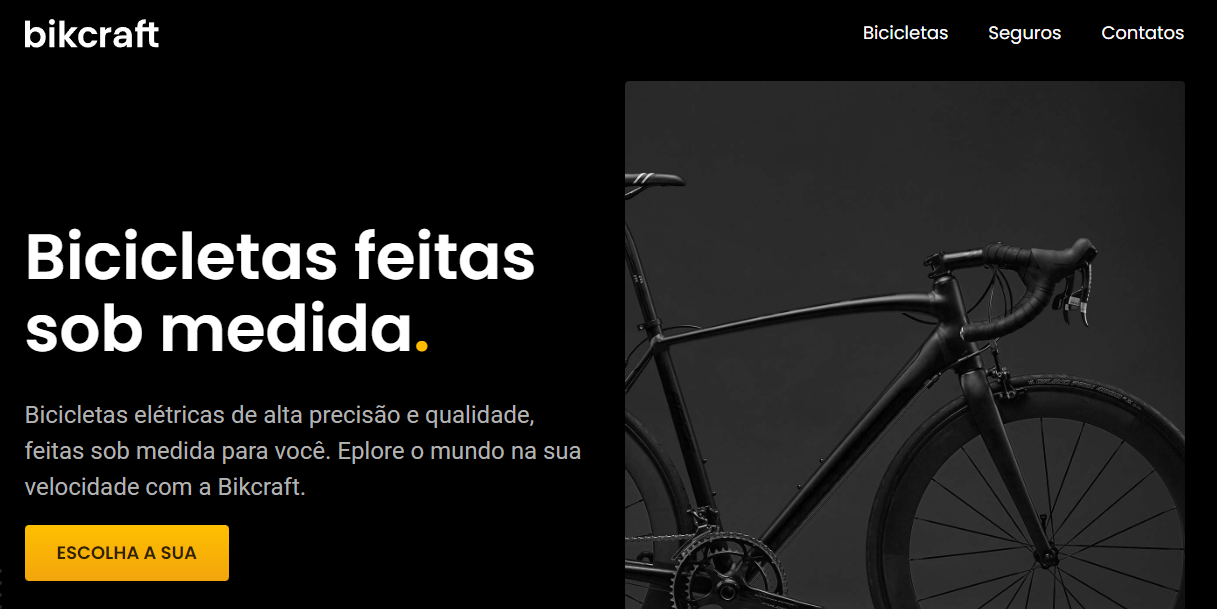 bikcraft
Bicicletas
Seguros
Contatos
Bicicletas feitas
sob medida.
Bicicletas elétricas de alta precisão e qualidade,
feitas sob medida para você. Eplore o mundo na sua
velocidade com a Bikcraft.
ESCOLHA A SUA